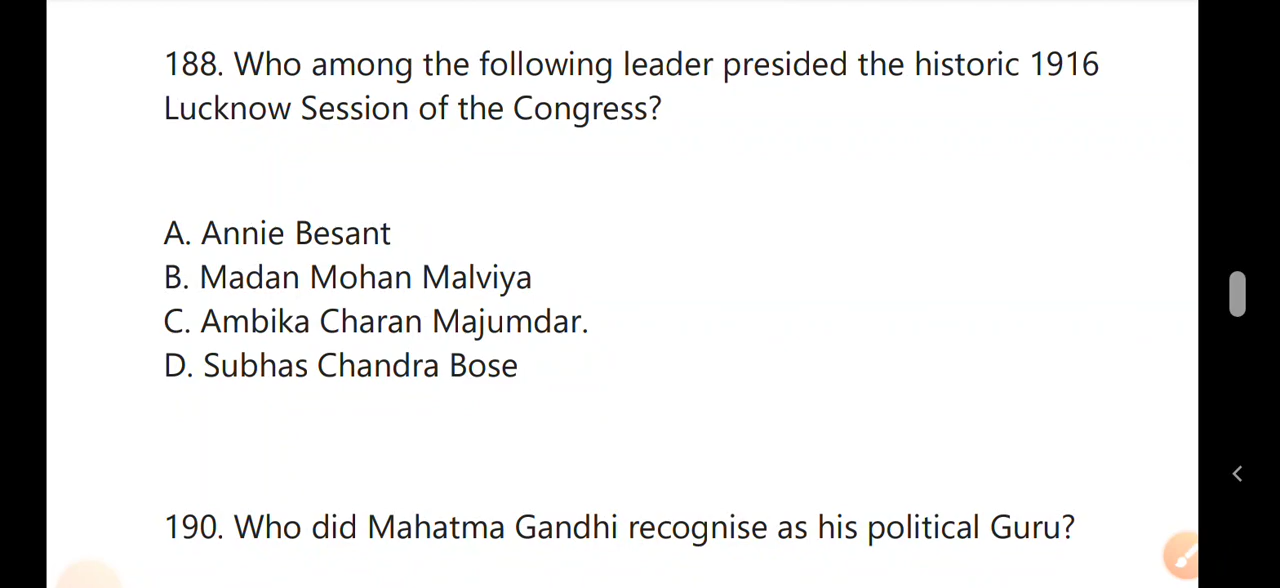 188. Who among the following leader presided the historic 1916
Lucknow Session of the Congress?
A. Annie Besant
B. Madan Mohan Malviya
C. Ambika Charan Majumdar.
D. Subhas Chandra Bose
190. Who did Mahatma Gandhi recognise as his political Guru?